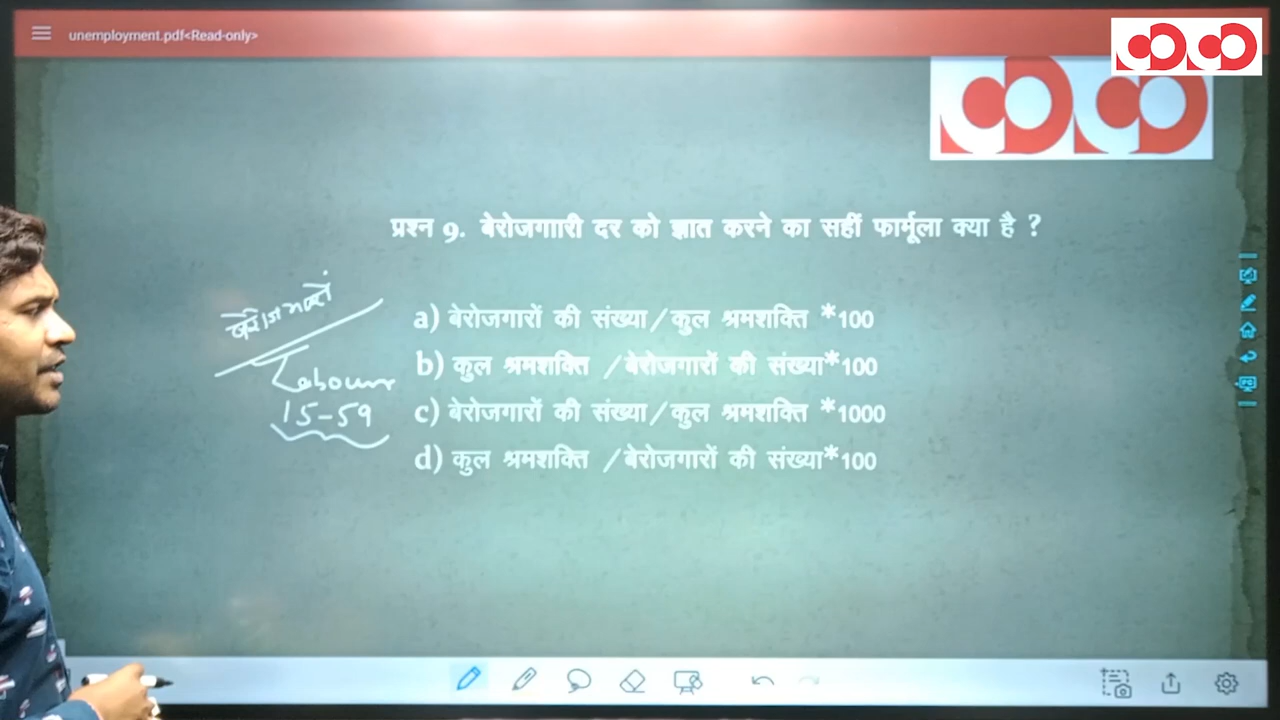 unemployment.pdf<Read-only>
प्रश्न 9. बेरोजगाारी दर को ज्ञात करने का सहीं फार्मूला क्या है ?
a) बेरोजगारों की संख्या/कुल श्रमशक्ति *100
b) कुल श्रमशक्ति /बेरोजगारों की संख्या*100
c) बेरोजगारों की संख्या/कुल श्रमशक्ति *1000
d) कुल श्रमशक्ति /बेरोजगारों की संख्या*100
Labour
15-59